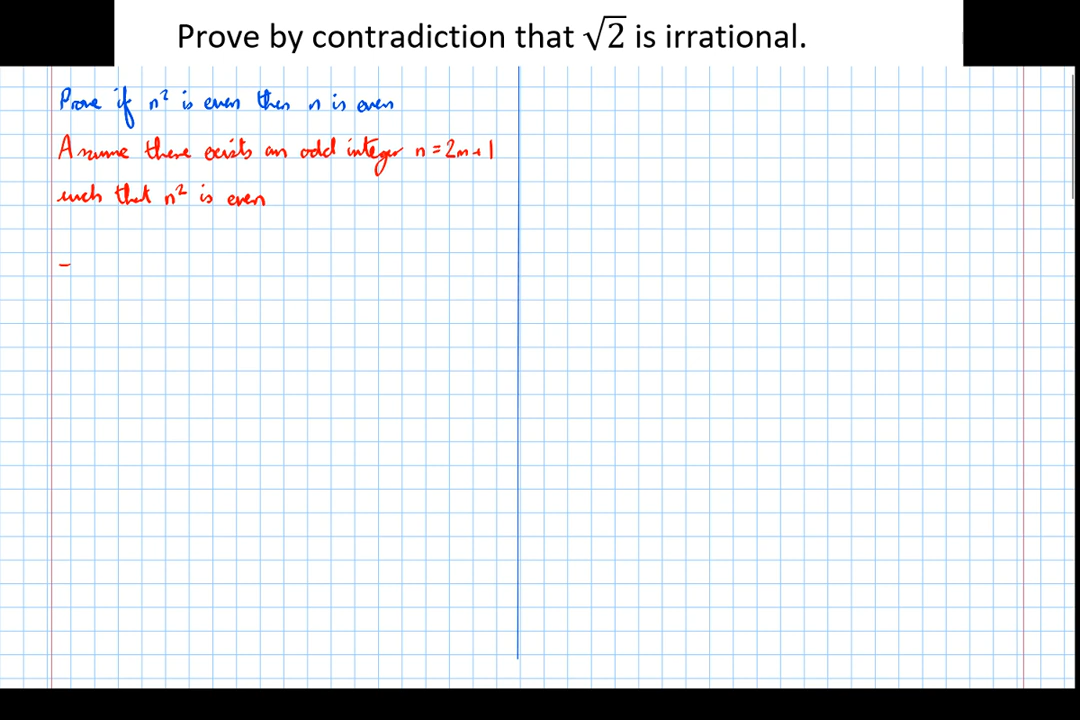 Prove by contradiction that √2 is irrational.
Prove if n² is even then n is even
Assume there exists an odd integer n = 2m+1
such that n² is even